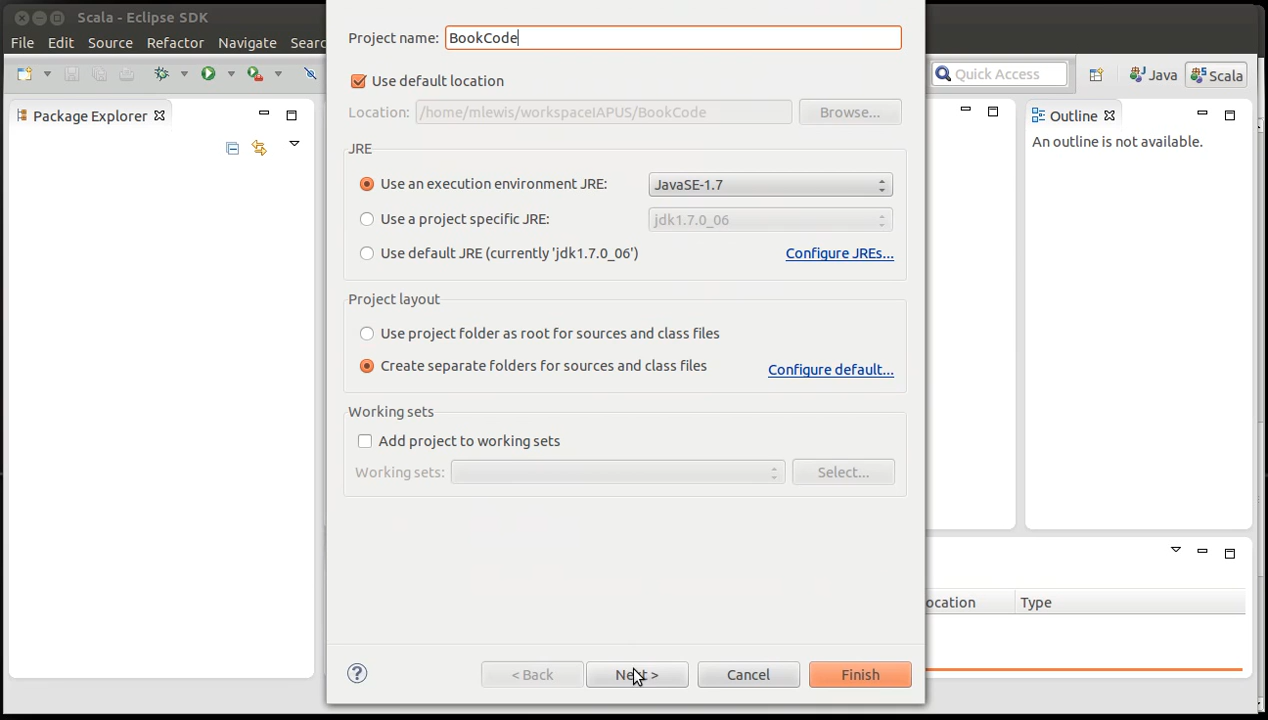 Scala - Eclipse SDK
File Edit Source Refactor Navigate Searc
Quick Access
Java
Scala
Package Explorer
Outline
An outline is not available.
Project name: BookCode
Use default location
Location: /home/mlewis/workspaceIAPUS/BookCode Browse...
JRE
Use an execution environment JRE: JavaSE-1.7
Use a project specific JRE: jdk1.7.0_06
Use default JRE (currently 'jdk1.7.0_06') Configure JREs...
Project layout
Use project folder as root for sources and class files
Create separate folders for sources and class files Configure default...
Working sets
Add project to working sets
Working sets: Select...
ocation Type
? < Back Next > Cancel Finish